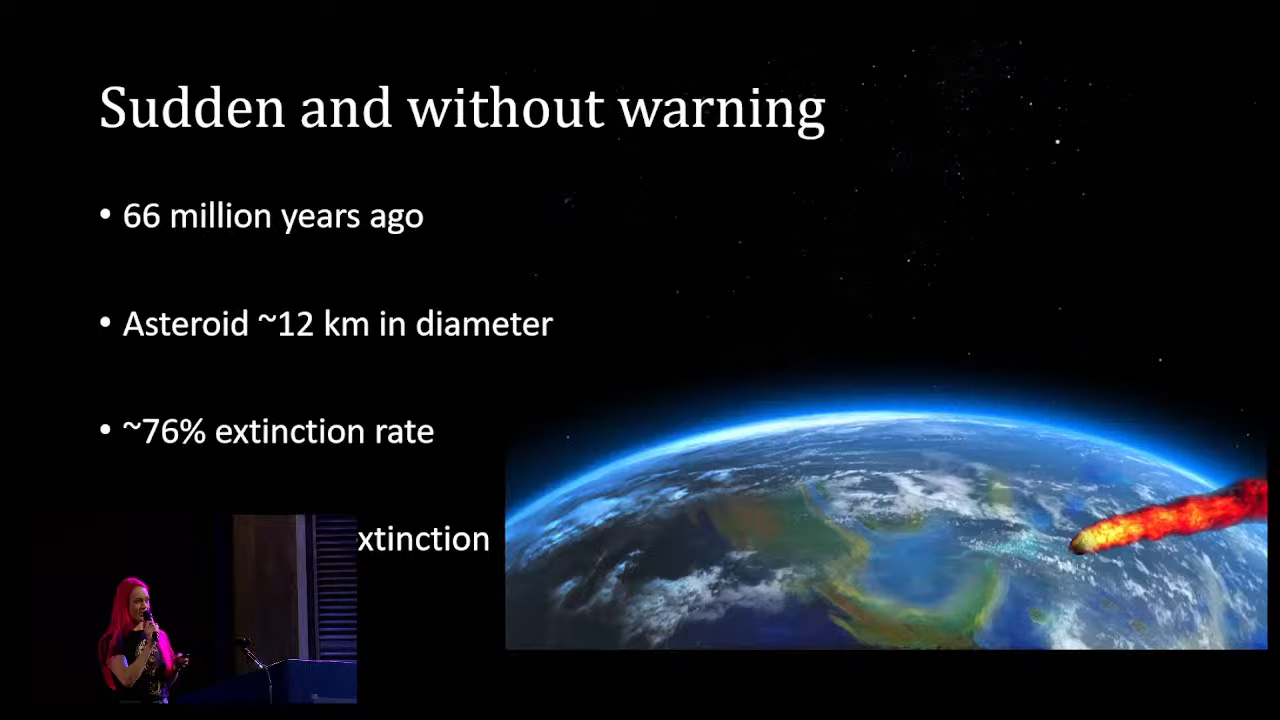 Sudden and without warning
• 66 million years ago
• Asteroid ~12 km in diameter
• ~76% extinction rate
xtinction